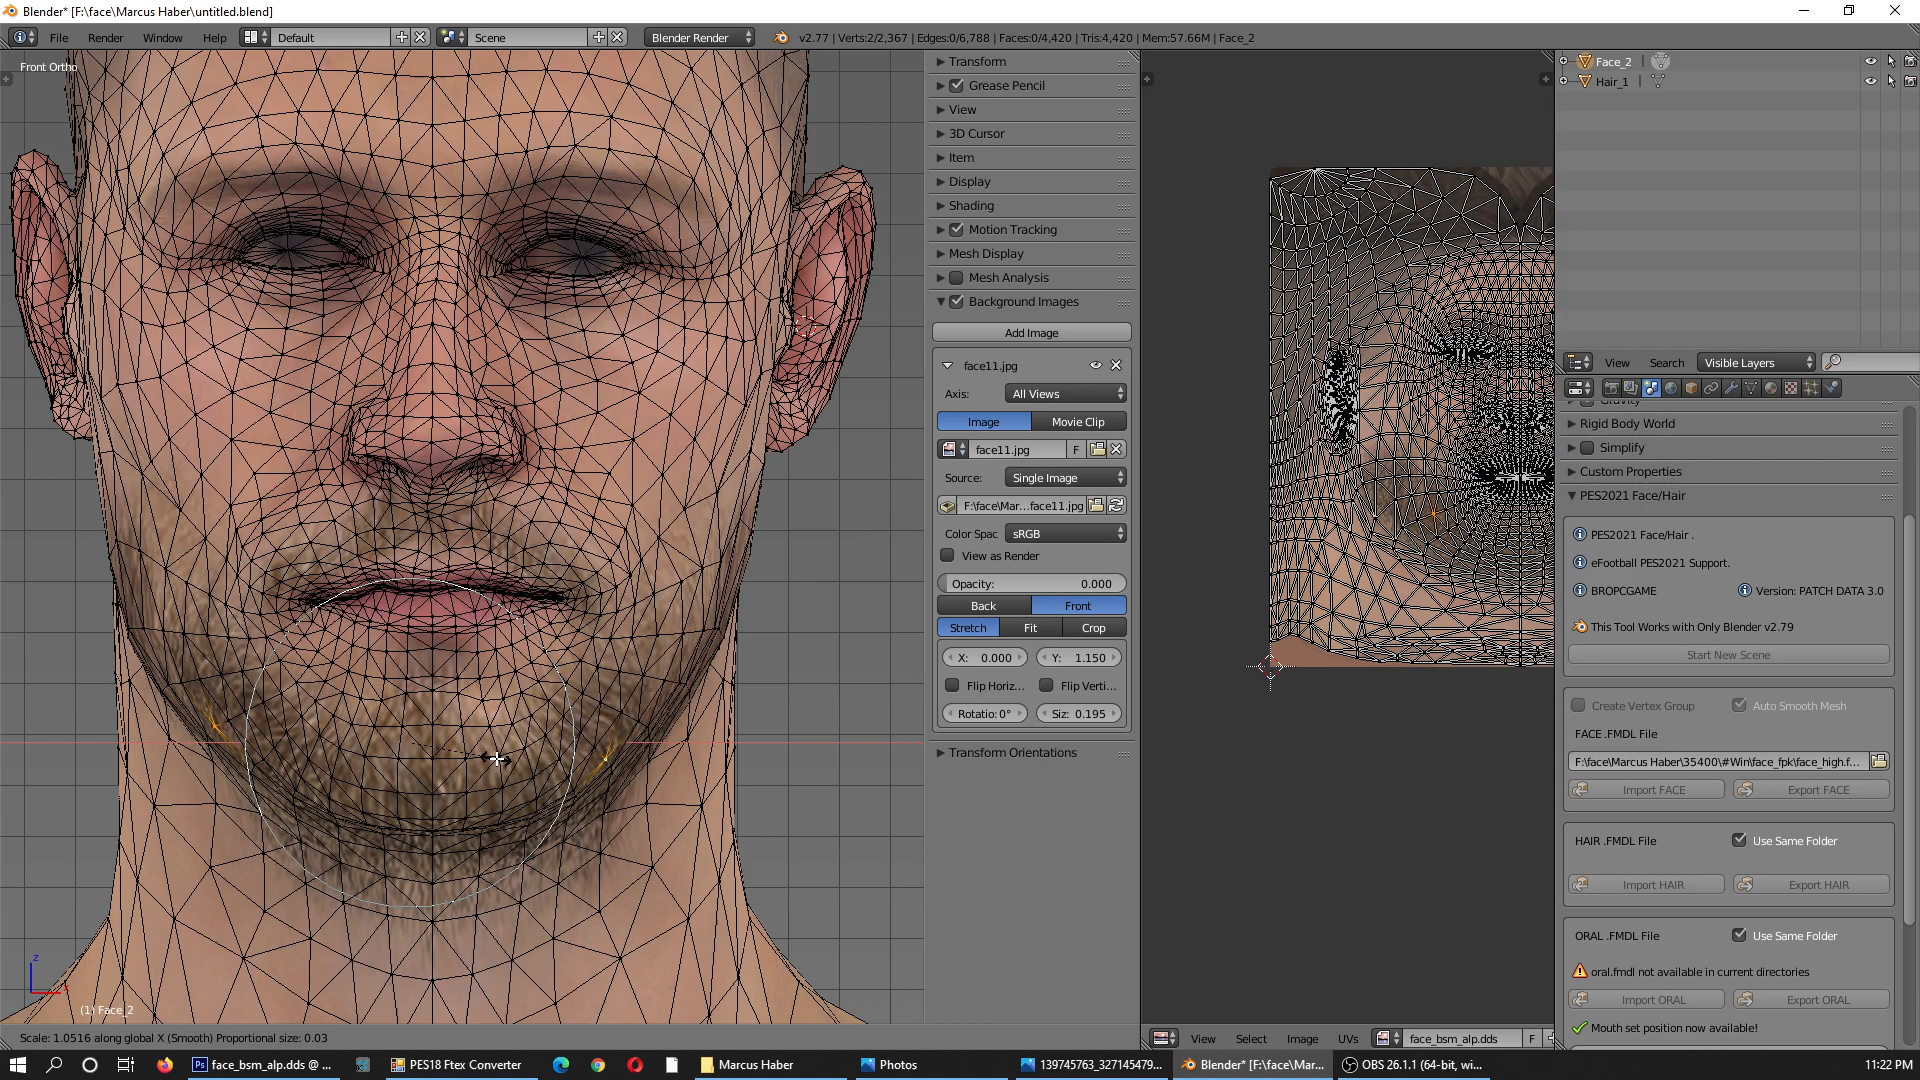 Blender* [F:\face\Marcus Haber\untitled.blend]
File Render Window Help Default Scene Blender Render v2.77 | Verts:2/2,367 | Edges:0/6,788 | Faces:0/4,420 | Tris:4,420 | Mem:57.66M | Face_2
Front Ortho
Transform
Grease Pencil
View
3D Cursor
Item
Display
Shading
Motion Tracking
Mesh Display
Mesh Analysis
Background Images
Add Image
face11.jpg
Axis: All Views
Image Movie Clip
face11.jpg F
Source: Single Image
F:\face\Mar...face11.jpg
Color Spac sRGB
View as Render
Opacity: 0.000
Back Front
Stretch Fit Crop
X: 0.000 Y: 1.150
Flip Horiz... Flip Verti...
Rotatio:0° Siz: 0.195
Transform Orientations
z
(1) Face_2
Scale: 1.0516 along global X (Smooth) Proportional size: 0.03
View Select Image UVs face_bsm_alp.dds F
Face_2
Hair_1
View Search Visible Layers
Gravity
Rigid Body World
Simplify
Custom Properties
PES2021 Face/Hair
PES2021 Face/Hair .
eFootball PES2021 Support.
BROPCGAME Version: PATCH DATA 3.0
This Tool Works with Only Blender v2.79
Start New Scene
Create Vertex Group Auto Smooth Mesh
FACE .FMDL File
F:\face\Marcus Haber\35400\#Win\face_fpk\face_high.f...
Import FACE Export FACE
HAIR .FMDL File Use Same Folder
Import HAIR Export HAIR
ORAL .FMDL File Use Same Folder
oral.fmdl not available in current directories
Import ORAL Export ORAL
Mouth set position now available!
face_bsm_alp.dds @ ... PES18 Ftex Converter Marcus Haber Photos 139745763_327145479... Blender* [F:\face\Mar... OBS 26.1.1 (64-bit, wi... 11:22 PM